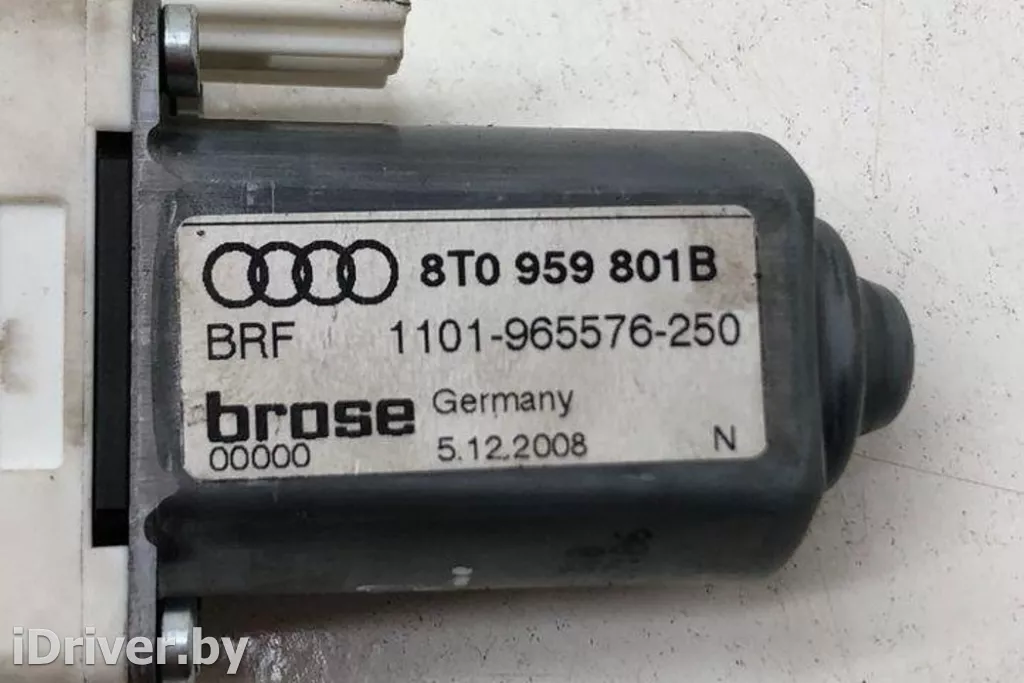 8T0 959 801B
BRF 1101-965576-250
brose Germany
00000 5.12.2008 N
iDriver.by